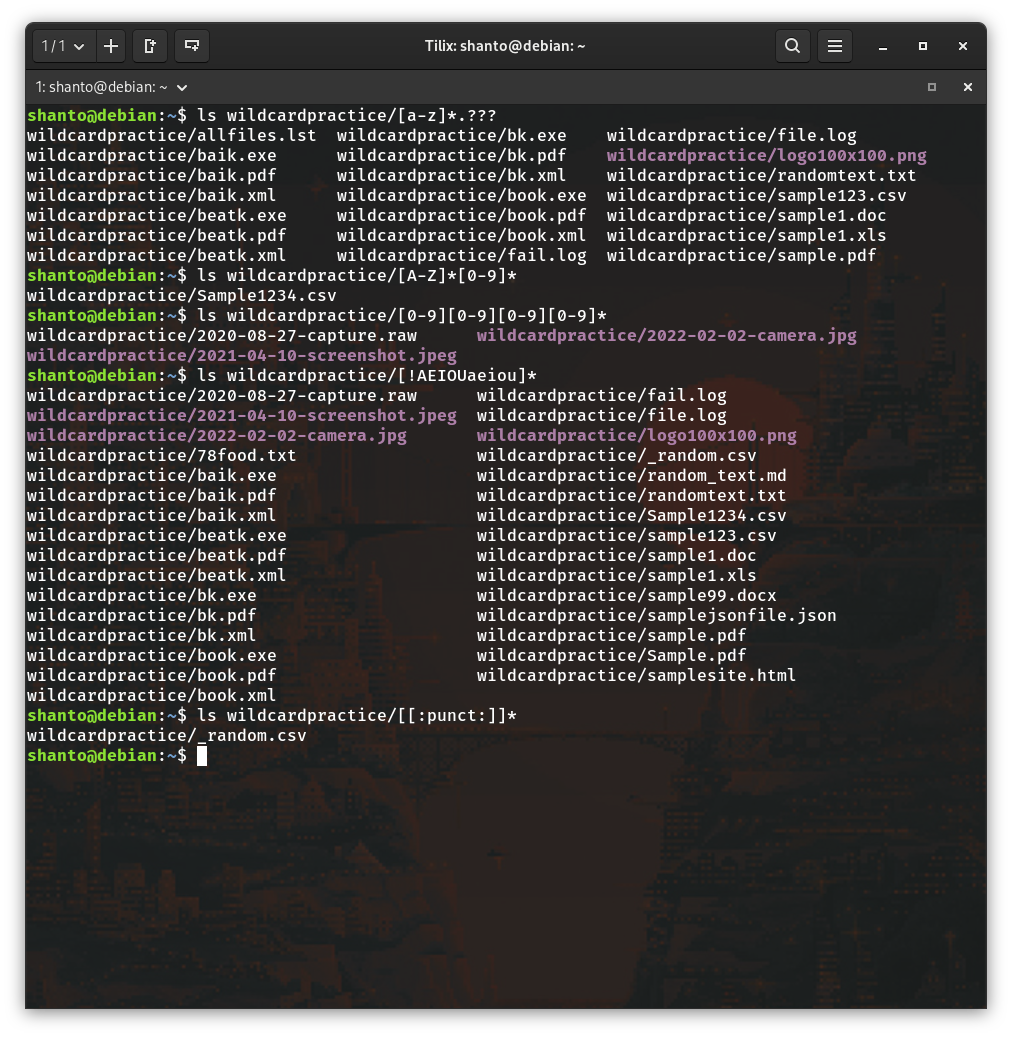 1/1
Tilix: shanto@debian: ~
1: shanto@debian: ~
shanto@debian:~$ ls wildcardpractice/[a-z]*.???
wildcardpractice/allfiles.lst  wildcardpractice/bk.exe    wildcardpractice/file.log
wildcardpractice/baik.exe      wildcardpractice/bk.pdf    wildcardpractice/logo100x100.png
wildcardpractice/baik.pdf      wildcardpractice/bk.xml    wildcardpractice/randomtext.txt
wildcardpractice/baik.xml      wildcardpractice/book.exe  wildcardpractice/sample123.csv
wildcardpractice/beatk.exe     wildcardpractice/book.pdf  wildcardpractice/sample1.doc
wildcardpractice/beatk.pdf     wildcardpractice/book.xml  wildcardpractice/sample1.xls
wildcardpractice/beatk.xml     wildcardpractice/fail.log  wildcardpractice/sample.pdf
shanto@debian:~$ ls wildcardpractice/[A-Z]*[0-9]*
wildcardpractice/Sample1234.csv
shanto@debian:~$ ls wildcardpractice/[0-9][0-9][0-9][0-9]*
wildcardpractice/2020-08-27-capture.raw      wildcardpractice/2022-02-02-camera.jpg
wildcardpractice/2021-04-10-screenshot.jpeg
shanto@debian:~$ ls wildcardpractice/[!AEIOUaeiou]*
wildcardpractice/2020-08-27-capture.raw      wildcardpractice/fail.log
wildcardpractice/2021-04-10-screenshot.jpeg  wildcardpractice/file.log
wildcardpractice/2022-02-02-camera.jpg       wildcardpractice/logo100x100.png
wildcardpractice/78food.txt                  wildcardpractice/_random.csv
wildcardpractice/baik.exe                    wildcardpractice/random_text.md
wildcardpractice/baik.pdf                    wildcardpractice/randomtext.txt
wildcardpractice/baik.xml                    wildcardpractice/Sample1234.csv
wildcardpractice/beatk.exe                   wildcardpractice/sample123.csv
wildcardpractice/beatk.pdf                   wildcardpractice/sample1.doc
wildcardpractice/beatk.xml                   wildcardpractice/sample1.xls
wildcardpractice/bk.exe                      wildcardpractice/sample99.docx
wildcardpractice/bk.pdf                      wildcardpractice/samplejsonfile.json
wildcardpractice/bk.xml                      wildcardpractice/sample.pdf
wildcardpractice/book.exe                    wildcardpractice/Sample.pdf
wildcardpractice/book.pdf                    wildcardpractice/samplesite.html
wildcardpractice/book.xml
shanto@debian:~$ ls wildcardpractice/[[:punct:]]*
wildcardpractice/_random.csv
shanto@debian:~$